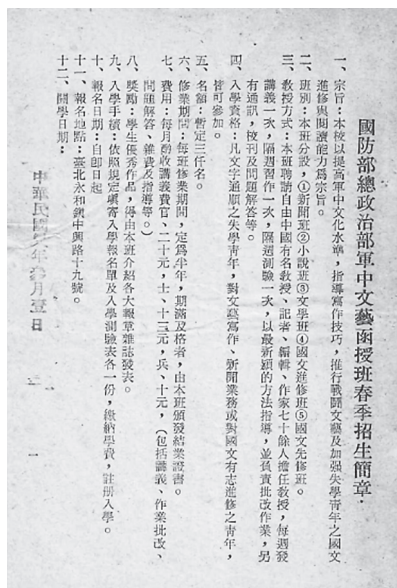 國防部總政治部軍中文藝函授班春季招生簡章.
一、宗旨：本校以提高軍中文化水準，指導寫作技巧，推行戰鬪文藝及加强失學青年之國文
進修與閱讀能力爲宗旨。
二、班別：本班分設，①新聞班②小說班③文學班④國文進修班⑤國文先修班。
三、教授方式：本班聘請自由中國有名教授、記者、編輯、作家七十餘人擔任教授，每週發
講義一次，隔週習作一次，隔週測驗一次，以最新穎的方法指導，並負責批改作業，另
有通訊，校刊及問題解答等。
四、入學資格：凡文字通順之失學青年，對文藝寫作、新聞業務或對國文有志進修之青年，
皆可參加。
五、名額：暫定三仟名。
六、修業期間：每班修業期間，定爲半年，期滿及格者，由本班頒發結業證書。
七、費用：每月酌收講義費官、二十元，士、十三元，兵、十元，（包括講義、作業批改、
問題解答、雜費及指導等。）
八、獎勵：學生優秀作品，得由本班介紹各大報章雜誌發表。
九、入學手續：依照規定填寫入學報名單及入學測驗表各一份，繳納學費，註册入學。
十、報名日期：自即日起
十一、報名地點：臺北永和鎮中興路十九號。
十二、開學日期：
中華民國 年 月壹日